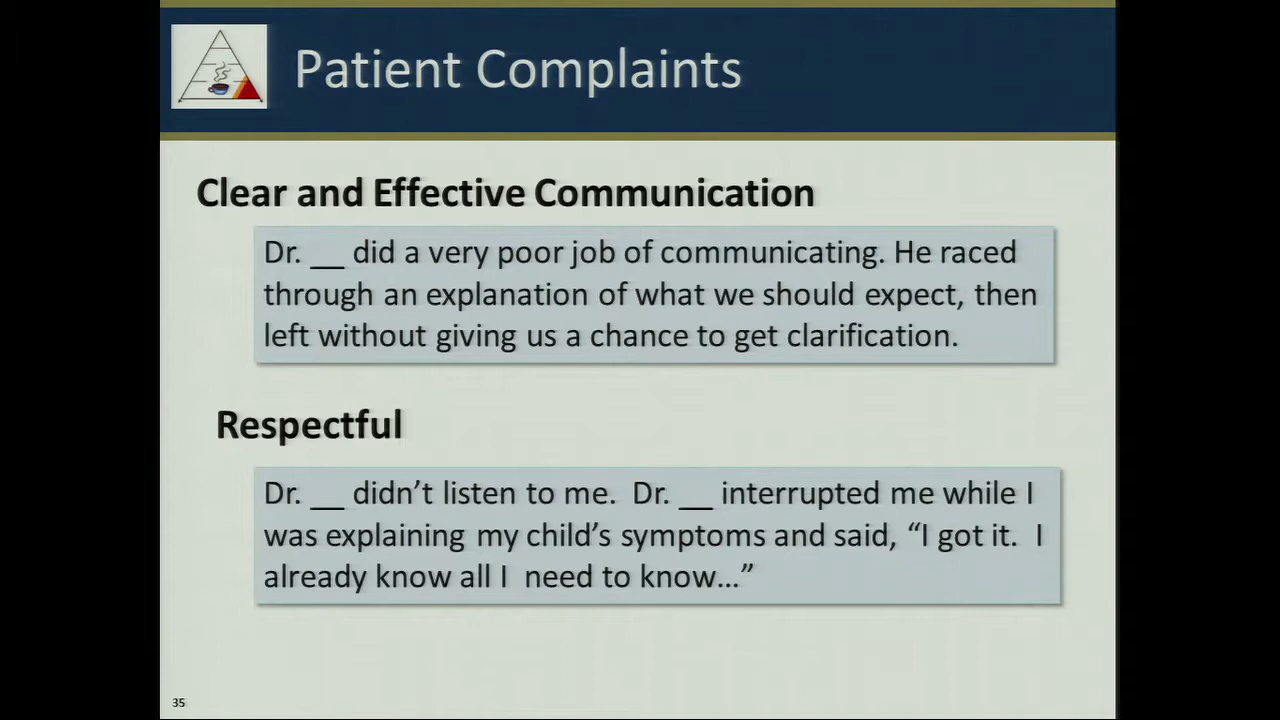 Patient Complaints
Clear and Effective Communication
Dr. __ did a very poor job of communicating. He raced
through an explanation of what we should expect, then
left without giving us a chance to get clarification.
Respectful
Dr. __ didn’t listen to me.  Dr. __ interrupted me while I
was explaining my child’s symptoms and said, “I got it.  I
already know all I  need to know…”
35